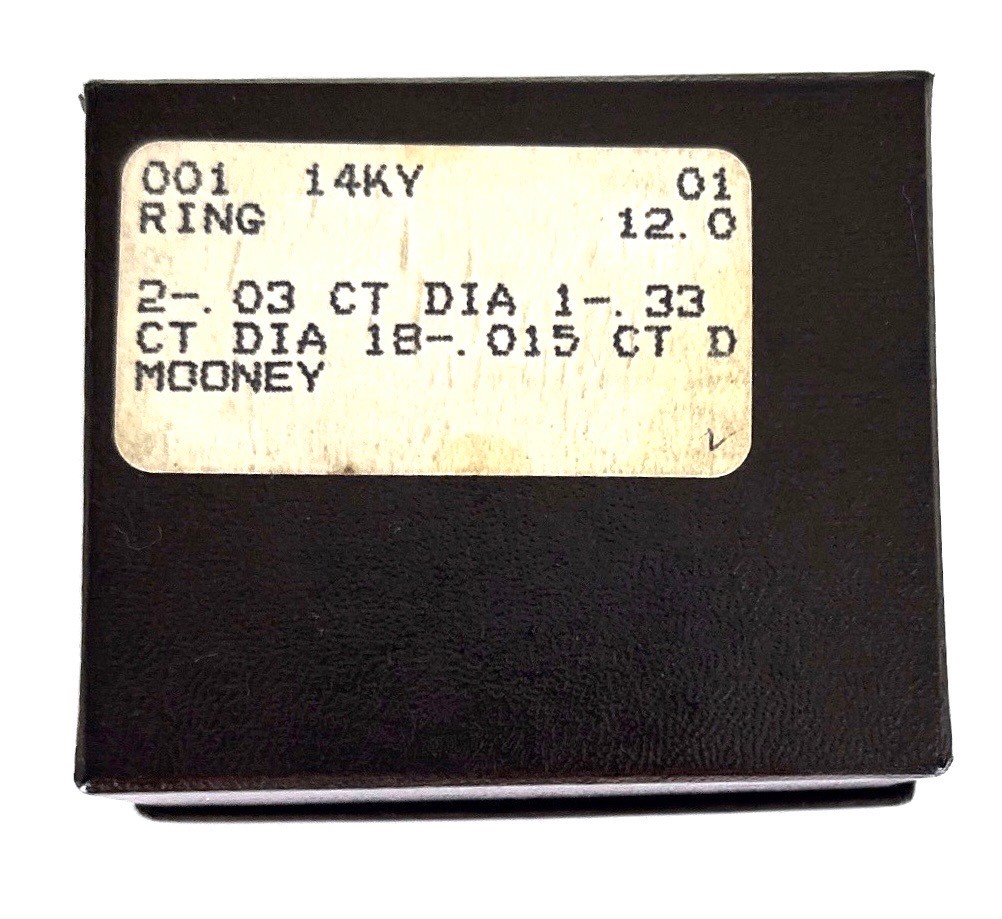 001 14KY 01
RING 12.0
2-.03 CT DIA 1-.33
CT DIA 18-.015 CT D
MOONEY